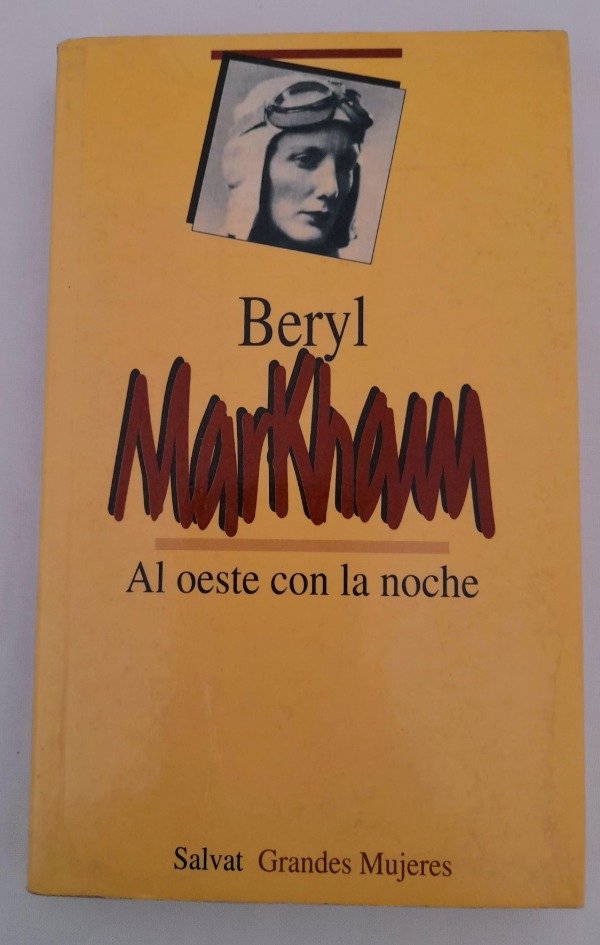 Beryl
Markham
Al oeste con la noche
Salvat Grandes Mujeres